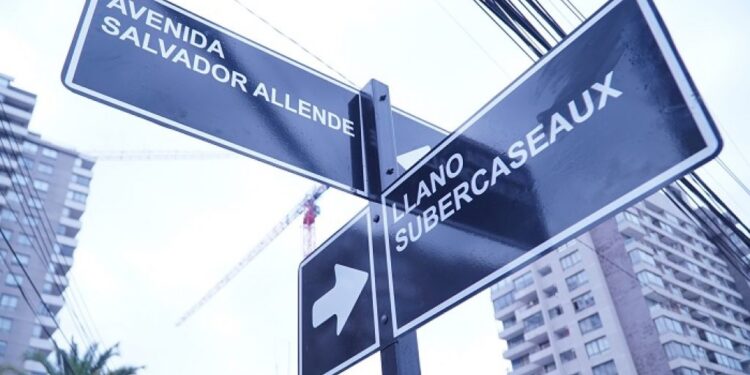 AVENIDA
SALVADOR ALLENDE
LLANO
SUBERCASEAUX